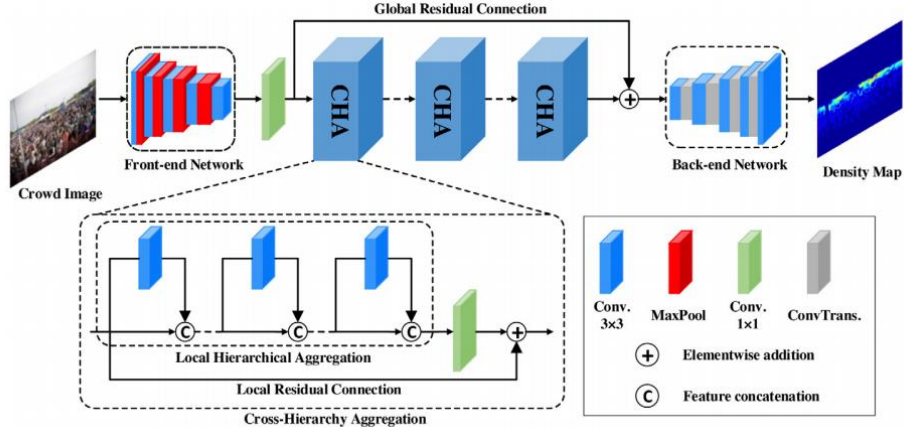 Global Residual Connection
CHA
CHA
CHA
Front-end Network
Back-end Network
Crowd Image
Density Map
C
C
C
Local Hierarchical Aggregation
Local Residual Connection
Cross-Hierarchy Aggregation
Conv.
3×3
MaxPool
Conv.
1×1
ConvTrans.
+ Elementwise addition
C Feature concatenation